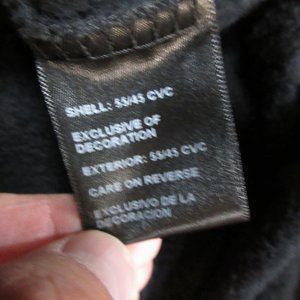 SHELL: 55/45 CVC
EXCLUSIVE OF
DECORATION
EXTERIOR: 55/45 CVC
CARE ON REVERSE
EXCLUSIVO DE LA
DECORACION